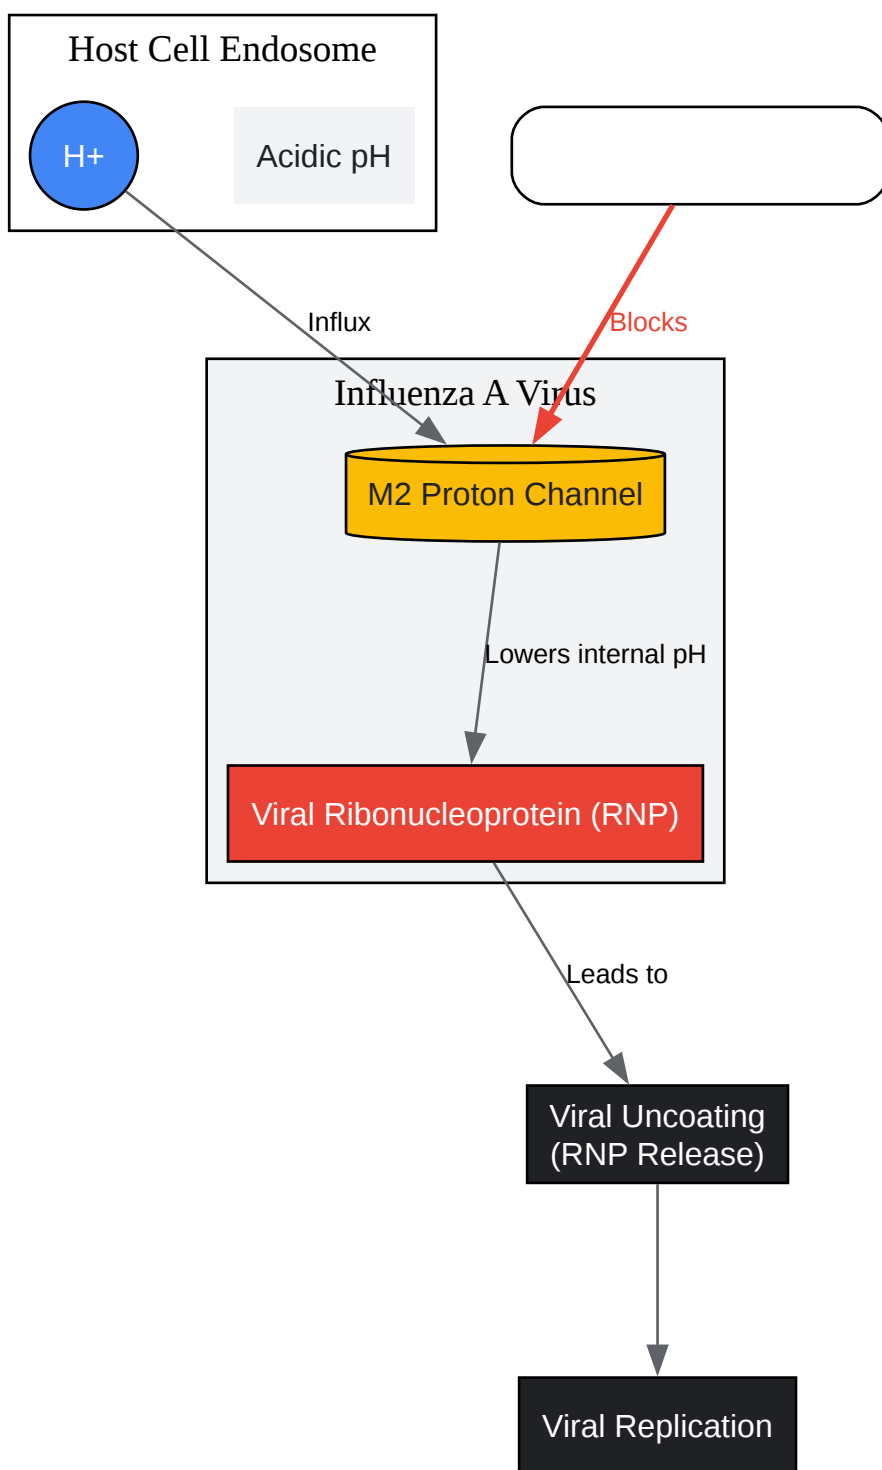 Host Cell Endosome
H+
Acidic pH
Influx
Blocks
Influenza A Virus
M2 Proton Channel
Lowers internal pH
Viral Ribonucleoprotein (RNP)
Leads to
Viral Uncoating
(RNP Release)
Viral Replication